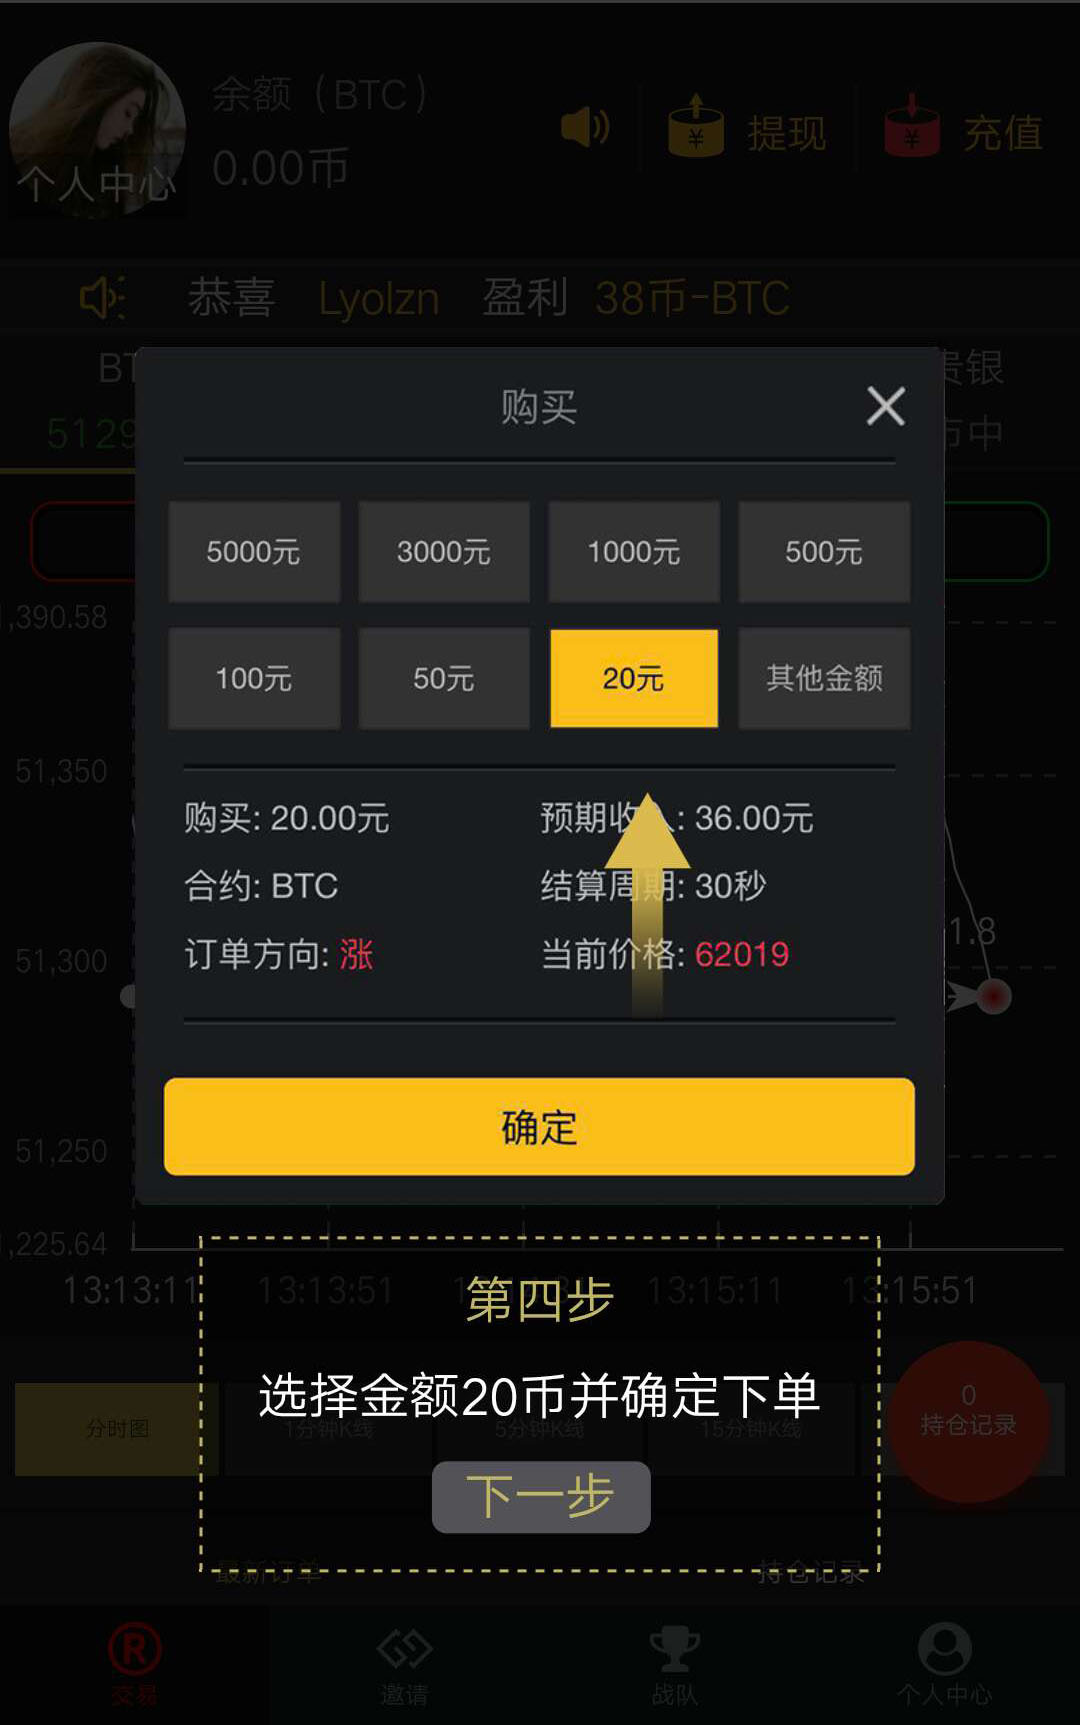 余额（BTC）
0.00币
个人中心
提现
充值
恭喜 Lyolzn 盈利 38币-BTC
购买
贵银
5129
市中
5000元 3000元 1000元 500元
100元 50元 20元 其他金额
,390.58
51,350
购买: 20.00元 预期收入: 36.00元
合约: BTC 结算周期: 30秒
订单方向: 涨 当前价格: 62019
1.8
51,300
确定
51,250
,225.64
13:13:11 13:13:51 13:15:11 13:15:51
第四步
选择金额20币并确定下单
分时图 1分钟K线 5分钟K线 15分钟K线
0
持仓记录
下一步
最新订单 持仓记录
交易 邀请 战队 个人中心